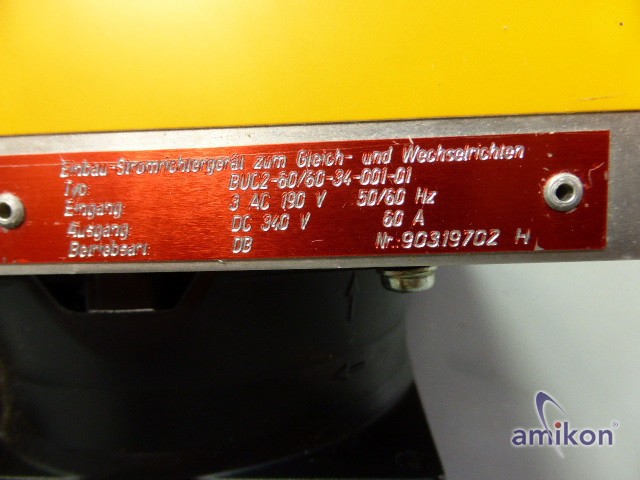 Einbau-Stromrichtergerät zum Gleich- und Wechselrichten
Typ: BUC2-60/60-34-001-01
Eingang: 3 AC 190 V 50/60 Hz
Ausgang: DC 340 V 60 A
Betriebsart: DB Nr.: 90319702 H
amikon